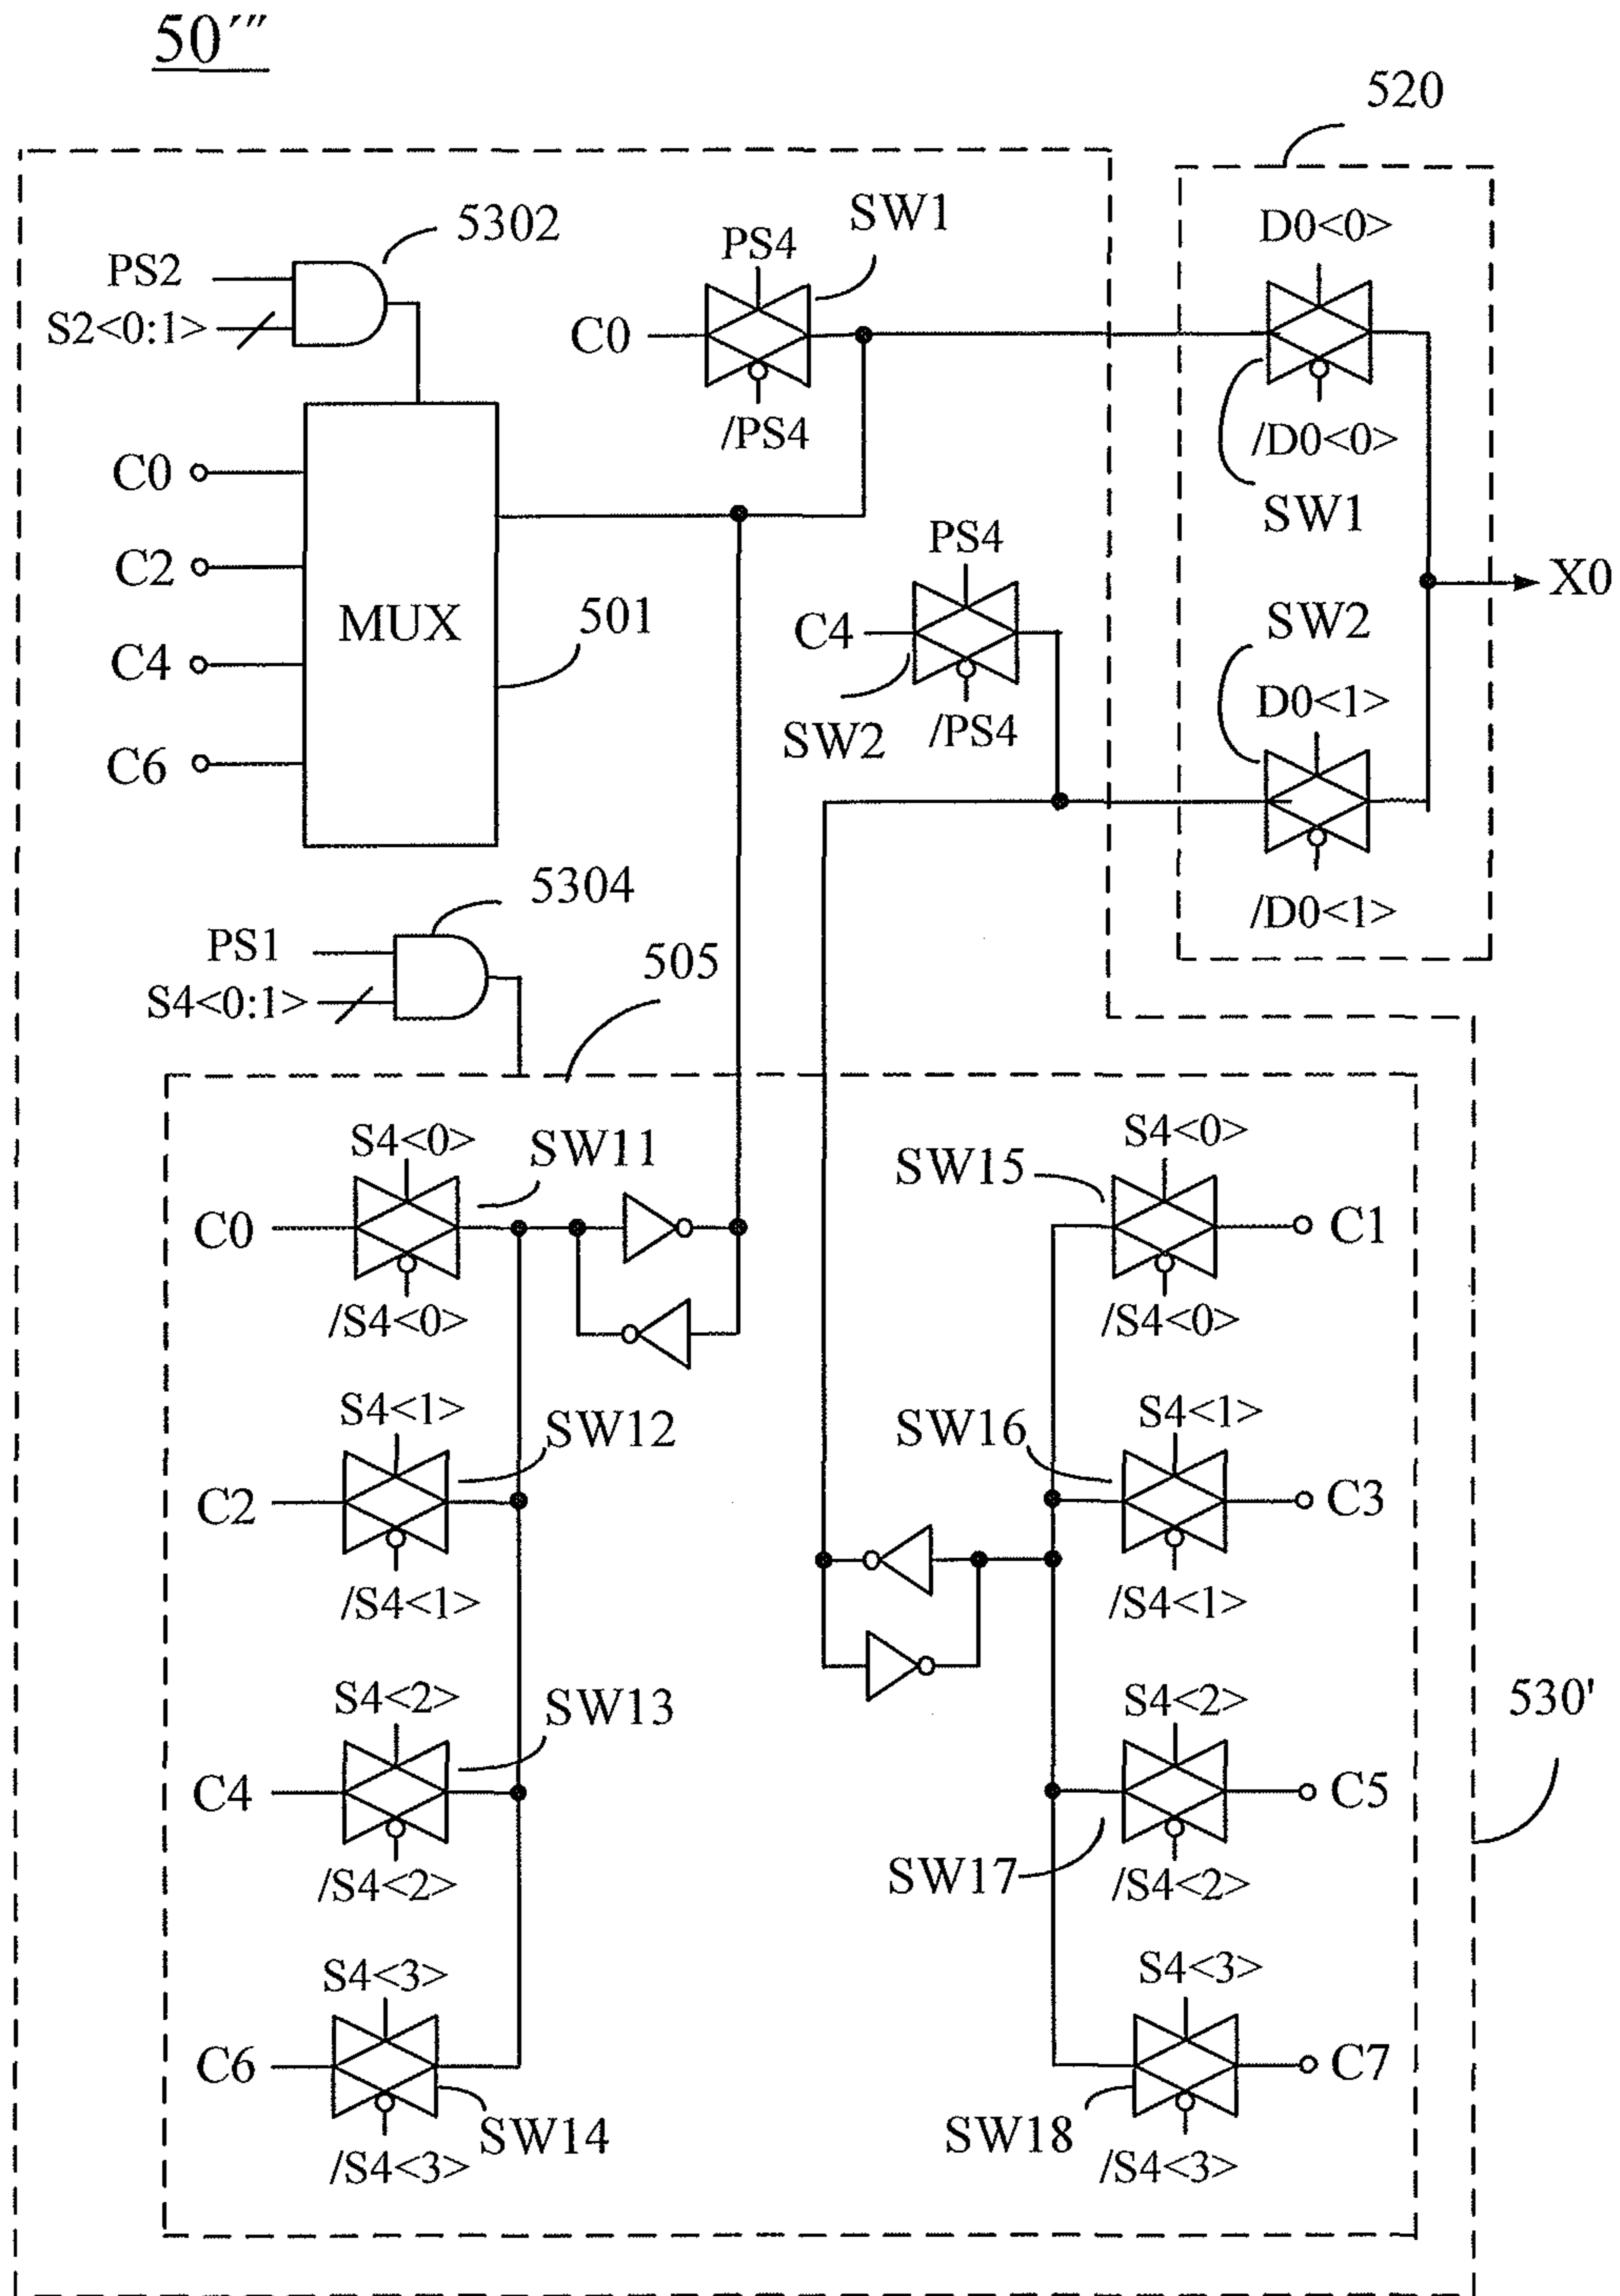 50′′′′
520
5302
SW1
PS2
S2<0:1>
PS4
C0
/PS4
D0<0>
/D0<0>
SW1
C0
C2
C4
C6
MUX
501
PS4
C4
SW2
/PS4
X0
SW2
D0<1>
/D0<1>
5304
PS1
S4<0:1>
505
S4<0>
SW11
C0
/S4<0>
SW15
S4<0>
C1
/S4<0>
S4<1>
SW12
C2
/S4<1>
SW16
S4<1>
C3
/S4<1>
S4<2>
SW13
C4
/S4<2>
S4<2>
C5
SW17
/S4<2>
530'
S4<3>
C6
SW14
/S4<3>
S4<3>
C7
SW18
/S4<3>